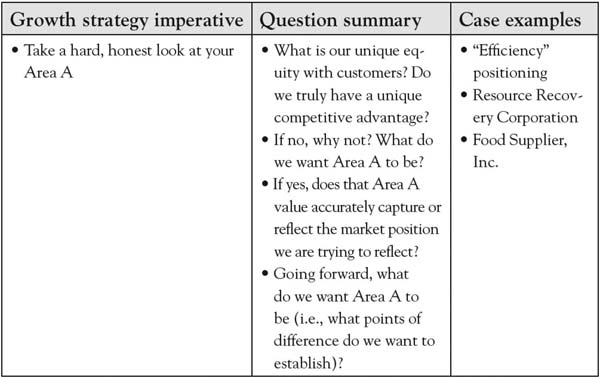 Growth strategy imperative
Question summary
Case examples
• Take a hard, honest look at your
Area A
• What is our unique eq-
uity with customers? Do
we truly have a unique
competitive advantage?
• If no, why not? What do
we want Area A to be?
• If yes, does that Area A
value accurately capture or
reflect the market position
we are trying to reflect?
• Going forward, what
do we want Area A to
be (i.e., what points of
difference do we want to
establish)?
• “Efficiency”
positioning
• Resource Recov-
ery Corporation
• Food Supplier,
Inc.